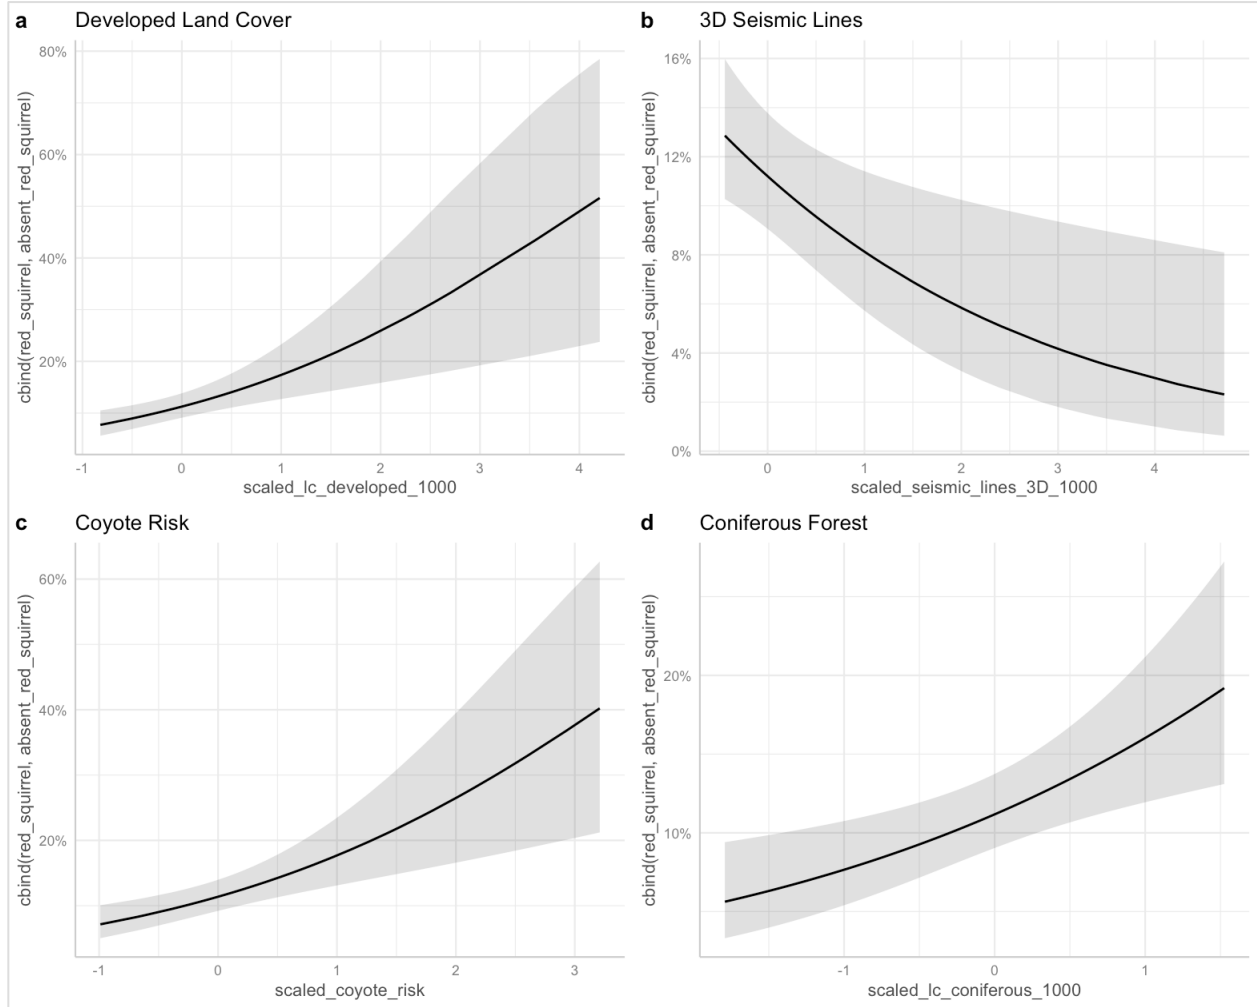 a Developed Land Cover
80%
60%
40%
20%
cbind(red_squirrel, absent_red_squirrel)
-1 0 1 2 3 4
scaled_lc_developed_1000
b 3D Seismic Lines
16%
12%
8%
4%
0%
cbind(red_squirrel, absent_red_squirrel)
0 1 2 3 4
scaled_seismic_lines_3D_1000
c Coyote Risk
60%
40%
20%
cbind(red_squirrel, absent_red_squirrel)
-1 0 1 2 3
scaled_coyote_risk
d Coniferous Forest
20%
10%
cbind(red_squirrel, absent_red_squirrel)
-1 0 1
scaled_lc_coniferous_1000